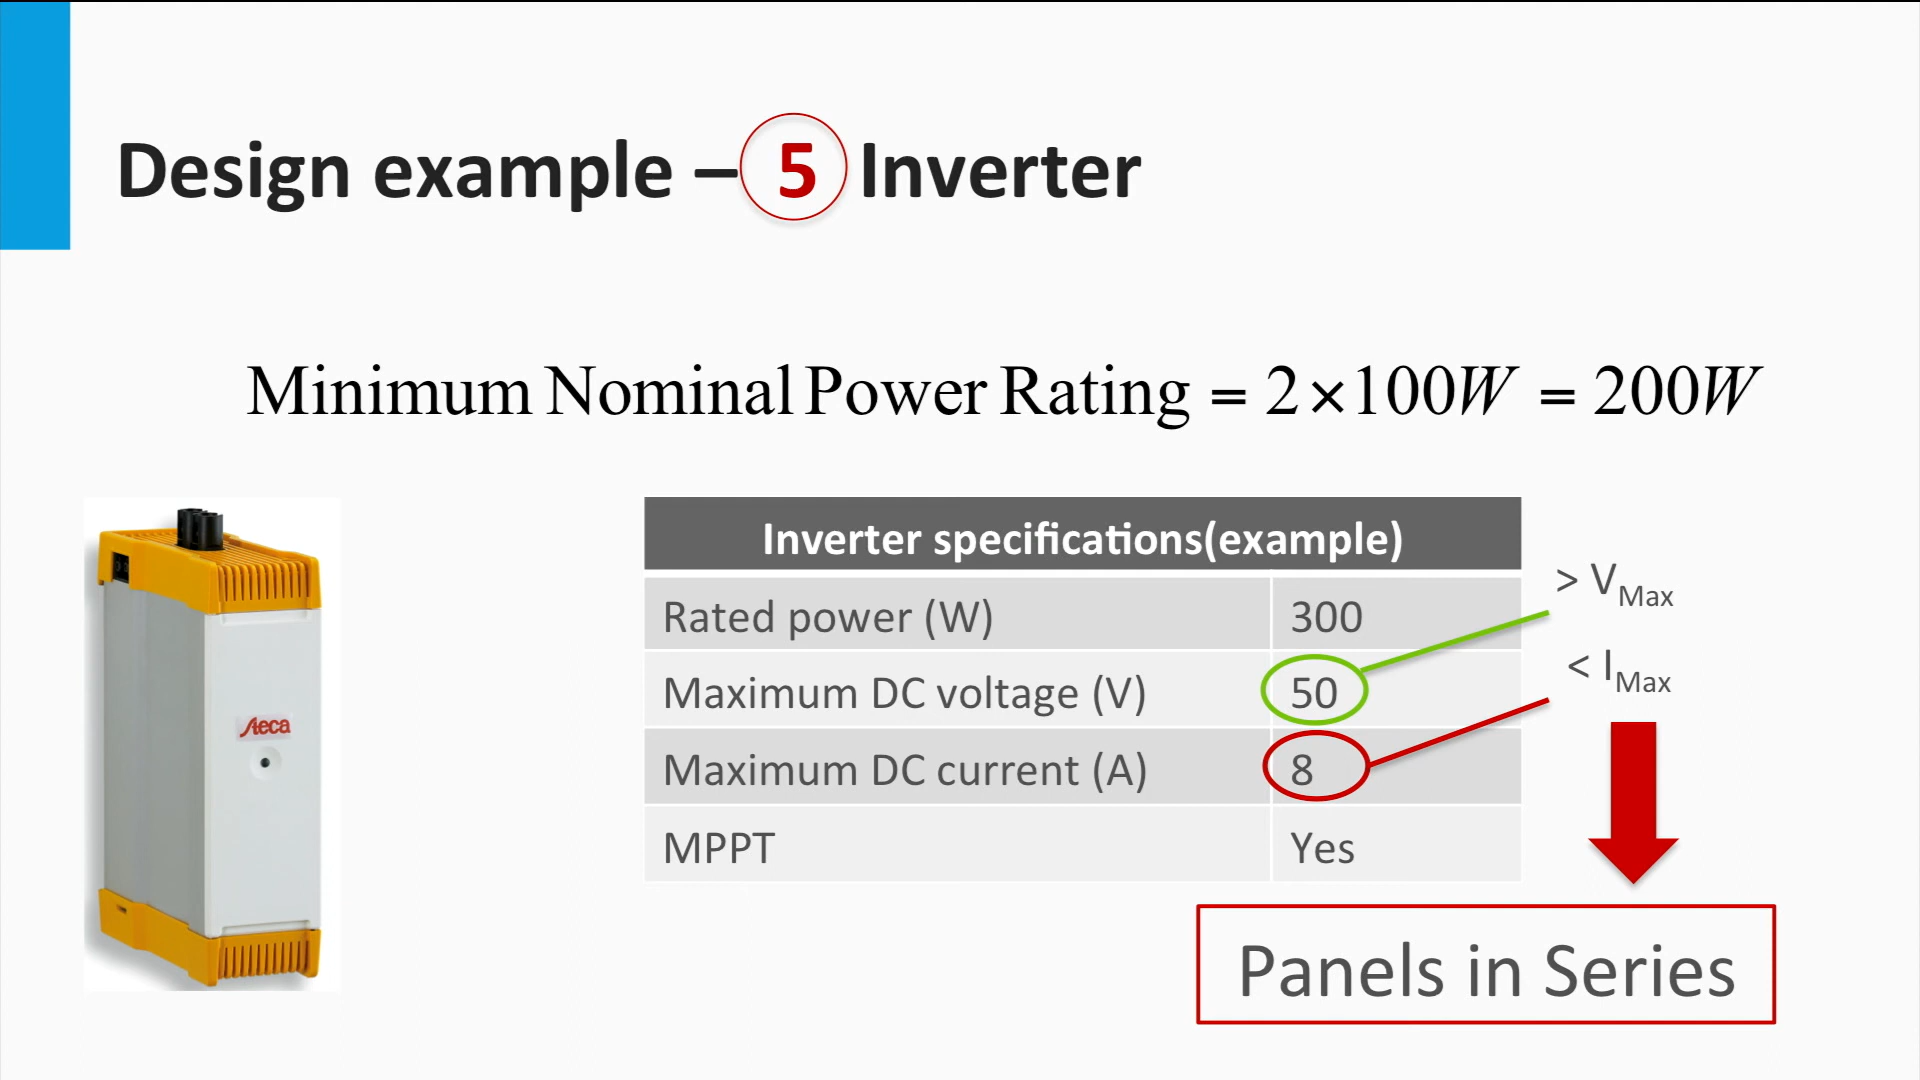 Design example – 5 Inverter
Minimum Nominal Power Rating = 2×100W = 200W
Inverter specifications(example)
Rated power (W) 300
Maximum DC voltage (V) 50
Maximum DC current (A) 8
MPPT Yes
> VMax
< IMax
Panels in Series
Steca